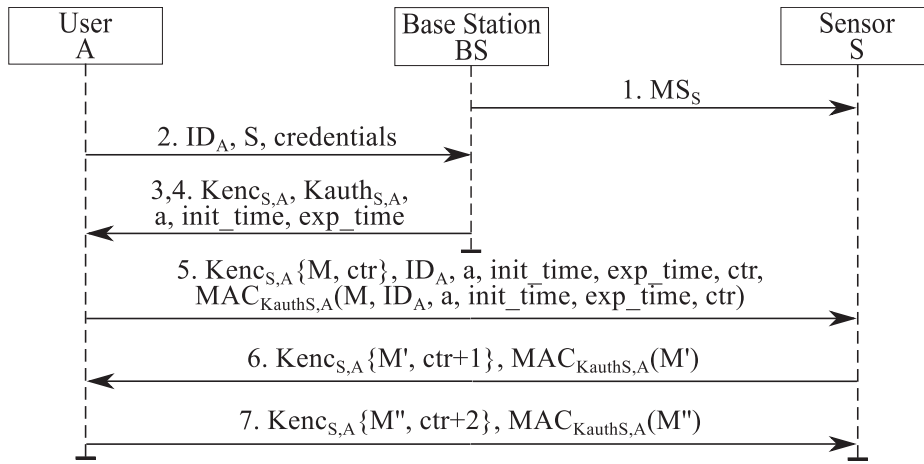 User
A
Base Station
BS
Sensor
S
1. MS_S
2. ID_A, S, credentials
3,4. Kenc_S,A, Kauth_S,A,
a, init_time, exp_time
5. Kenc_S,A{M, ctr}, ID_A, a, init_time, exp_time, ctr,
MAC_KauthS,A(M, ID_A, a, init_time, exp_time, ctr)
6. Kenc_S,A{M', ctr+1}, MAC_KauthS,A(M')
7. Kenc_S,A{M'', ctr+2}, MAC_KauthS,A(M'')